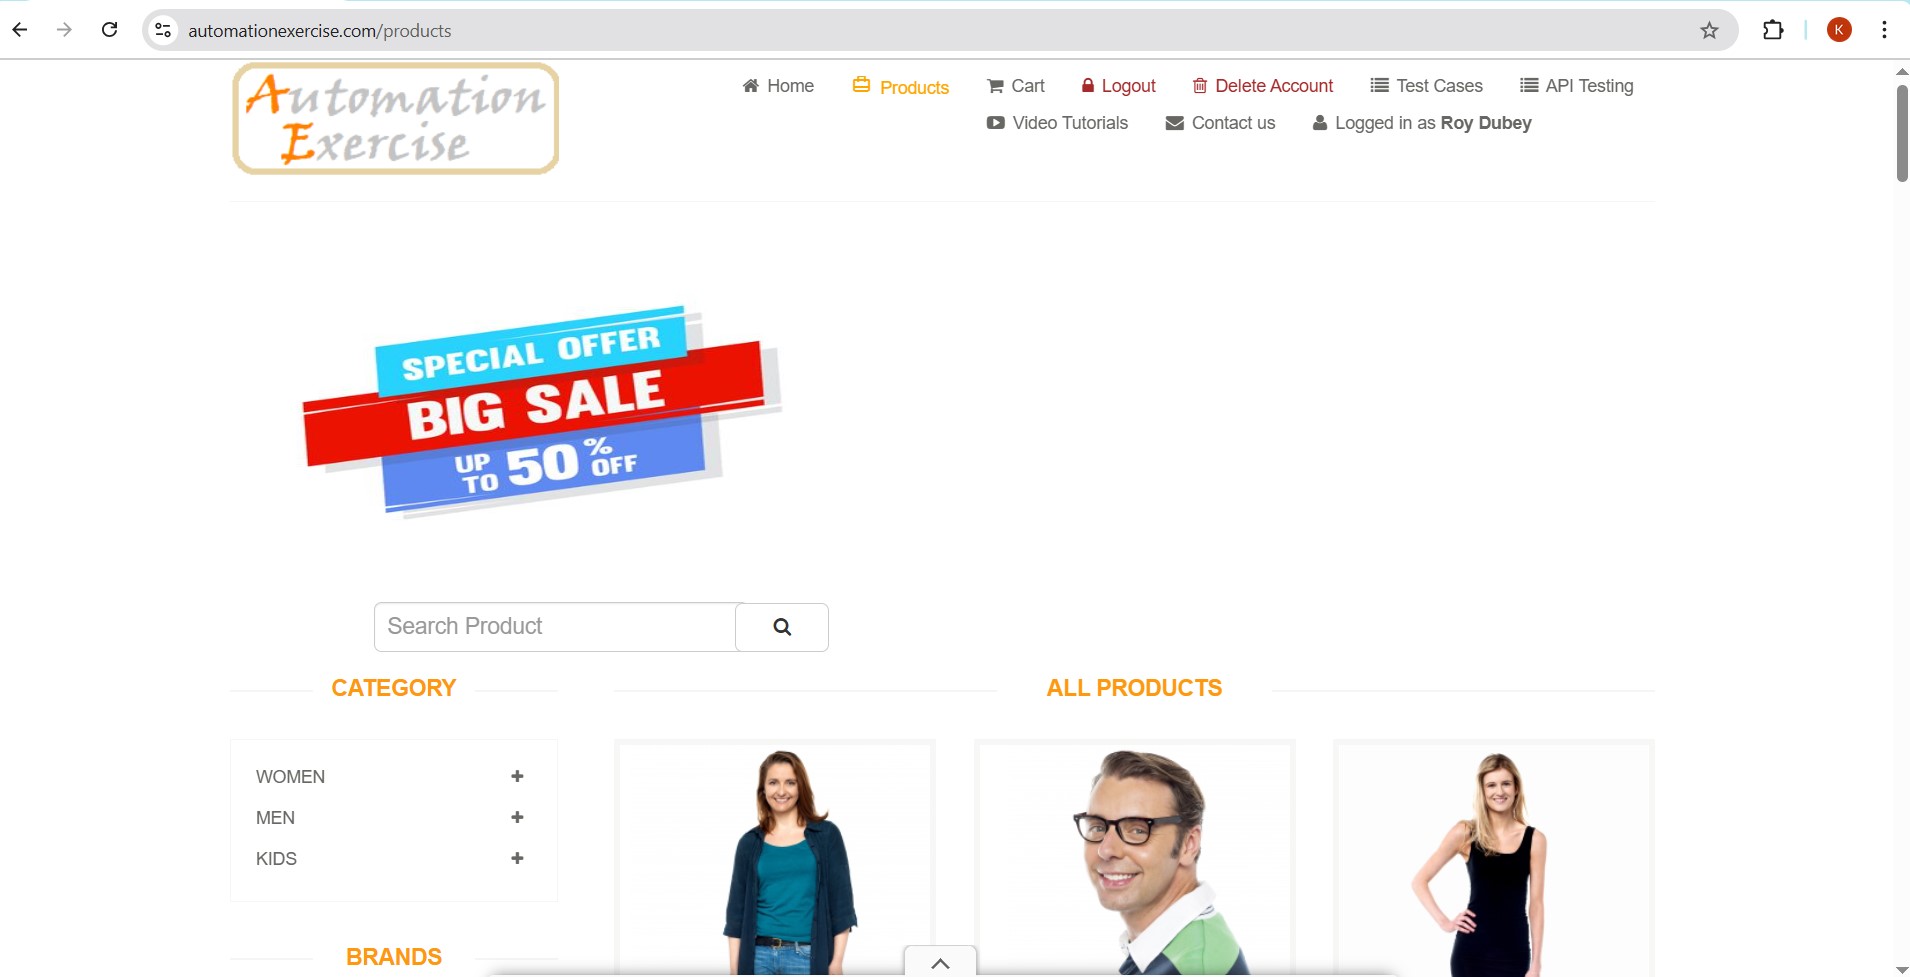 automationexercise.com/products
K
Automation
Exercise
Home Products Cart Logout Delete Account Test Cases API Testing
Video Tutorials Contact us Logged in as Roy Dubey
SPECIAL OFFER
BIG SALE
UP TO 50% OFF
Search Product
CATEGORY
ALL PRODUCTS
WOMEN
MEN
KIDS
BRANDS